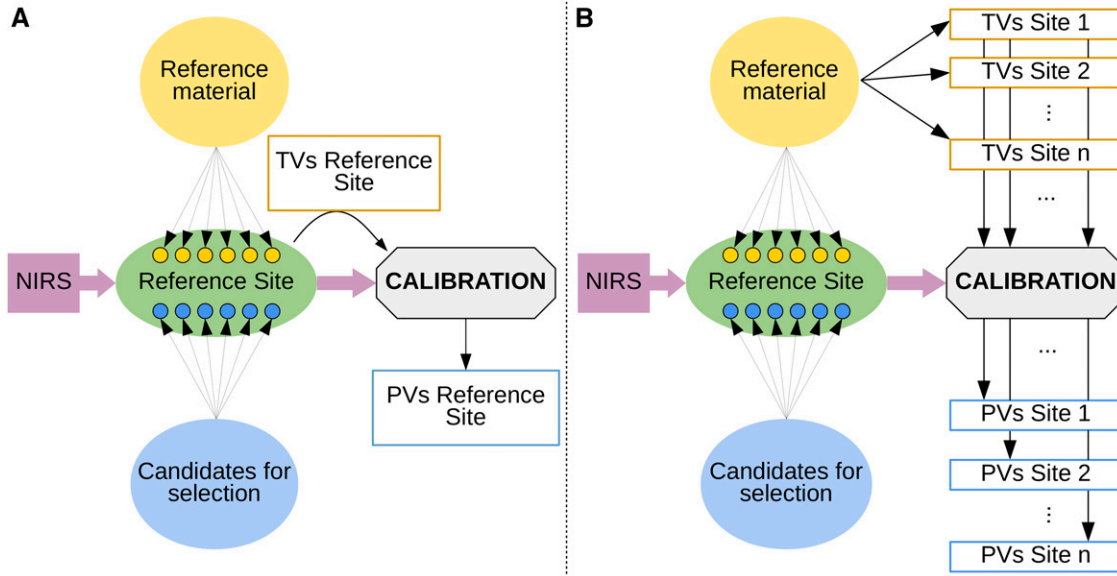 A
Reference
material
TVs Reference
Site
NIRS
Reference Site
CALIBRATION
PVs Reference
Site
Candidates for
selection
B
Reference
material
TVs Site 1
TVs Site 2
...
TVs Site n
...
NIRS
Reference Site
CALIBRATION
...
PVs Site 1
PVs Site 2
...
PVs Site n
Candidates for
selection